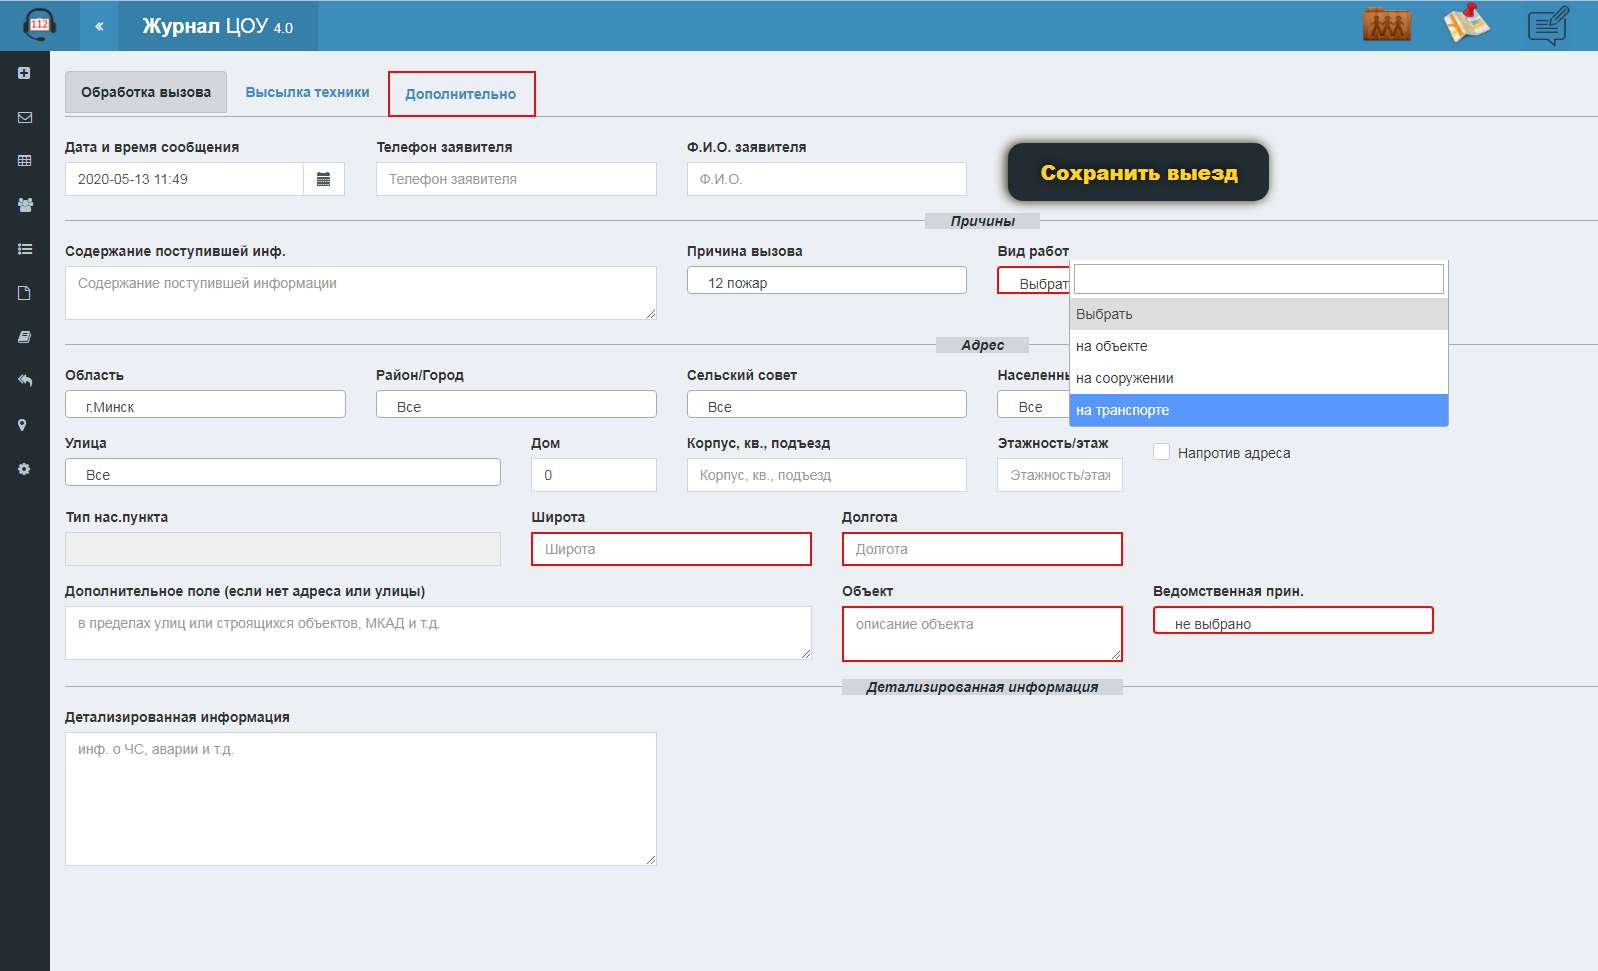 112
«
Журнал ЦОУ 4.0
Обработка вызова
Высылка техники
Дополнительно
Дата и время сообщения
Телефон заявителя
Ф.И.О. заявителя
2020-05-13 11:49
Телефон заявителя
Ф.И.О.
Сохранить выезд
Причины
Содержание поступившей инф.
Причина вызова
Вид работ
Содержание поступившей информации
12 пожар
Выбрат
Выбрать
на объекте
на сооружении
на транспорте
Адрес
Область
Район/Город
Сельский совет
Населеннь
г.Минск
Все
Все
Все
Улица
Дом
Корпус, кв., подъезд
Этажность/этаж
Все
0
Корпус, кв., подъезд
Этажность/этаж
Напротив адреса
Тип нас.пункта
Широта
Долгота
Широта
Долгота
Дополнительное поле (если нет адреса или улицы)
Объект
Ведомственная прин.
в пределах улиц или строящихся объектов, МКАД и т.д.
описание объекта
не выбрано
Детализированная информация
Детализированная информация
инф. о ЧС, аварии и т.д.